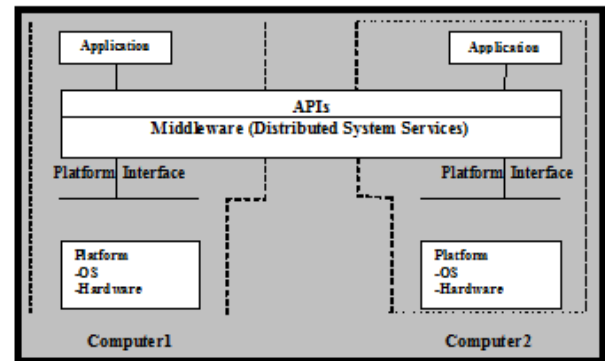 Application
Application
APIs
Middleware (Distributed System Services)
Platform Interface
Platform Interface
Platform
-OS
-Hardware
Platform
-OS
-Hardware
Computer1
Computer2